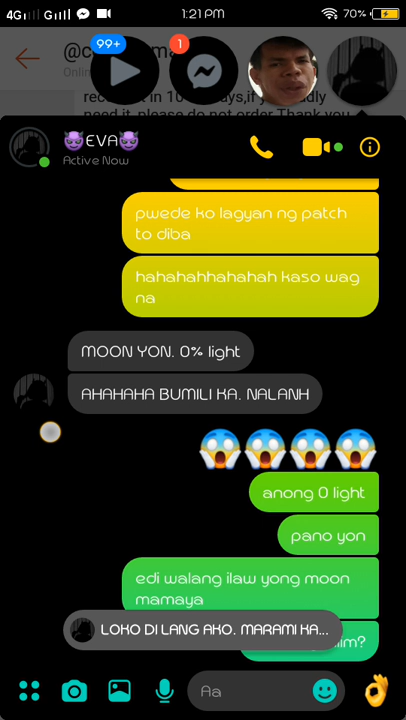 4G G 1:21 PM 70%
99+
1
@c
Onlin
rec t in 10 ys,if y dly
need it, please do not order.Thank you
😈EVA😈
Active Now
pwede ko lagyan ng patch
to diba
hahahahhahahah kaso wag
na
MOON YON. 0% light
AHAHAHA BUMILI KA. NALANH
😱😱😱😱
anong 0 light
pano yon
edi walang ilaw yong moon
mamaya
LOKO DI LANG AKO. MARAMI KA...
lim?
Aa